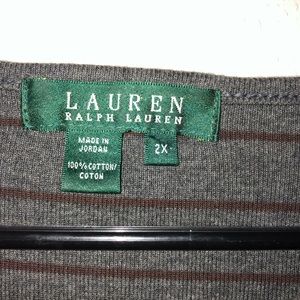 LAUREN
RALPH LAUREN
MADE IN
JORDAN
2X
100% COTTON/
COTON